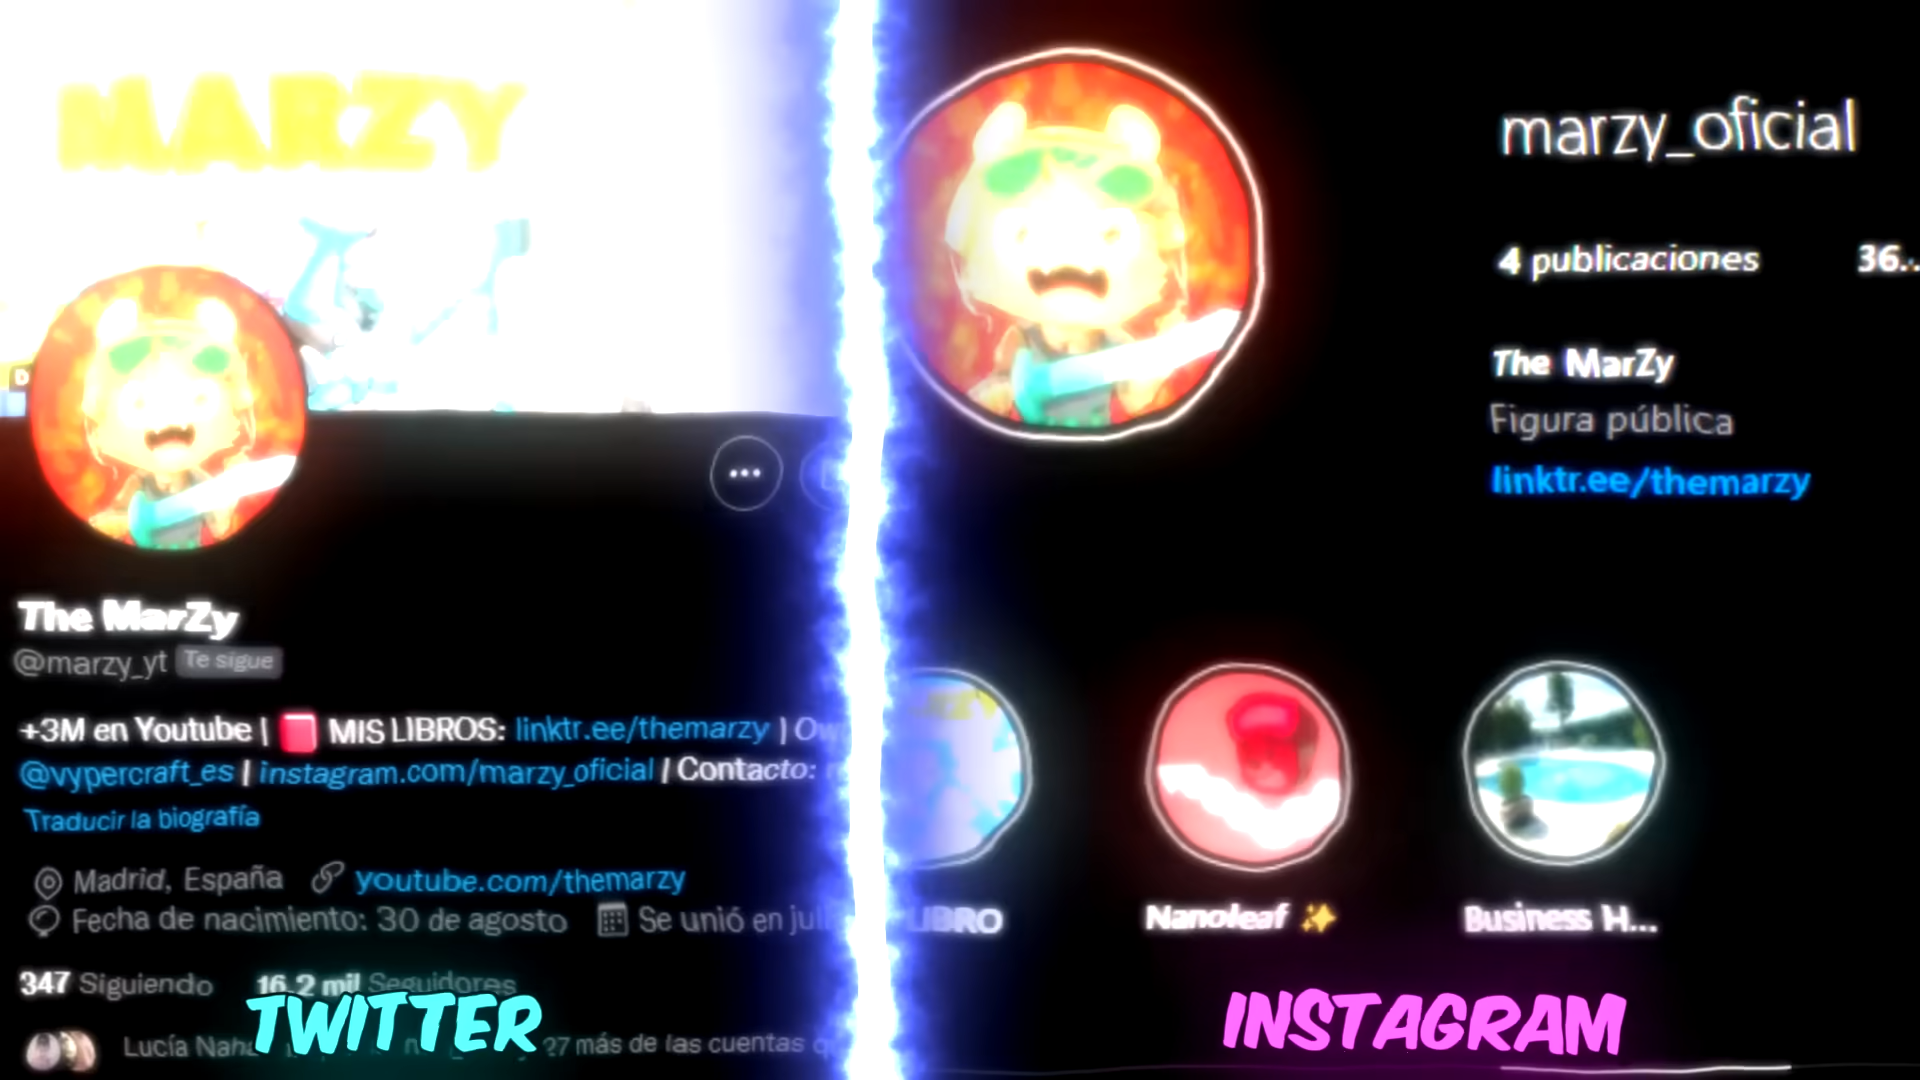 MARZY
The MarZy
@marzy_yt Te sigue
+3M en Youtube | MIS LIBROS: linktr.ee/themarzy |
@vypercraft_es | instagram.com/marzy_oficial | Contacto:
Traducir la biografía
Madrid, España youtube.com/themarzy
Fecha de nacimiento: 30 de agosto Se unió en
347 Siguiendo 16,2 mil Seguidores
Lucía 27 más de las cuentas
TWITTER
marzy_oficial
4 publicaciones 36...
The MarZy
Figura pública
linktr.ee/themarzy
LIBRO
Nanoleaf ✨
Business H...
INSTAGRAM